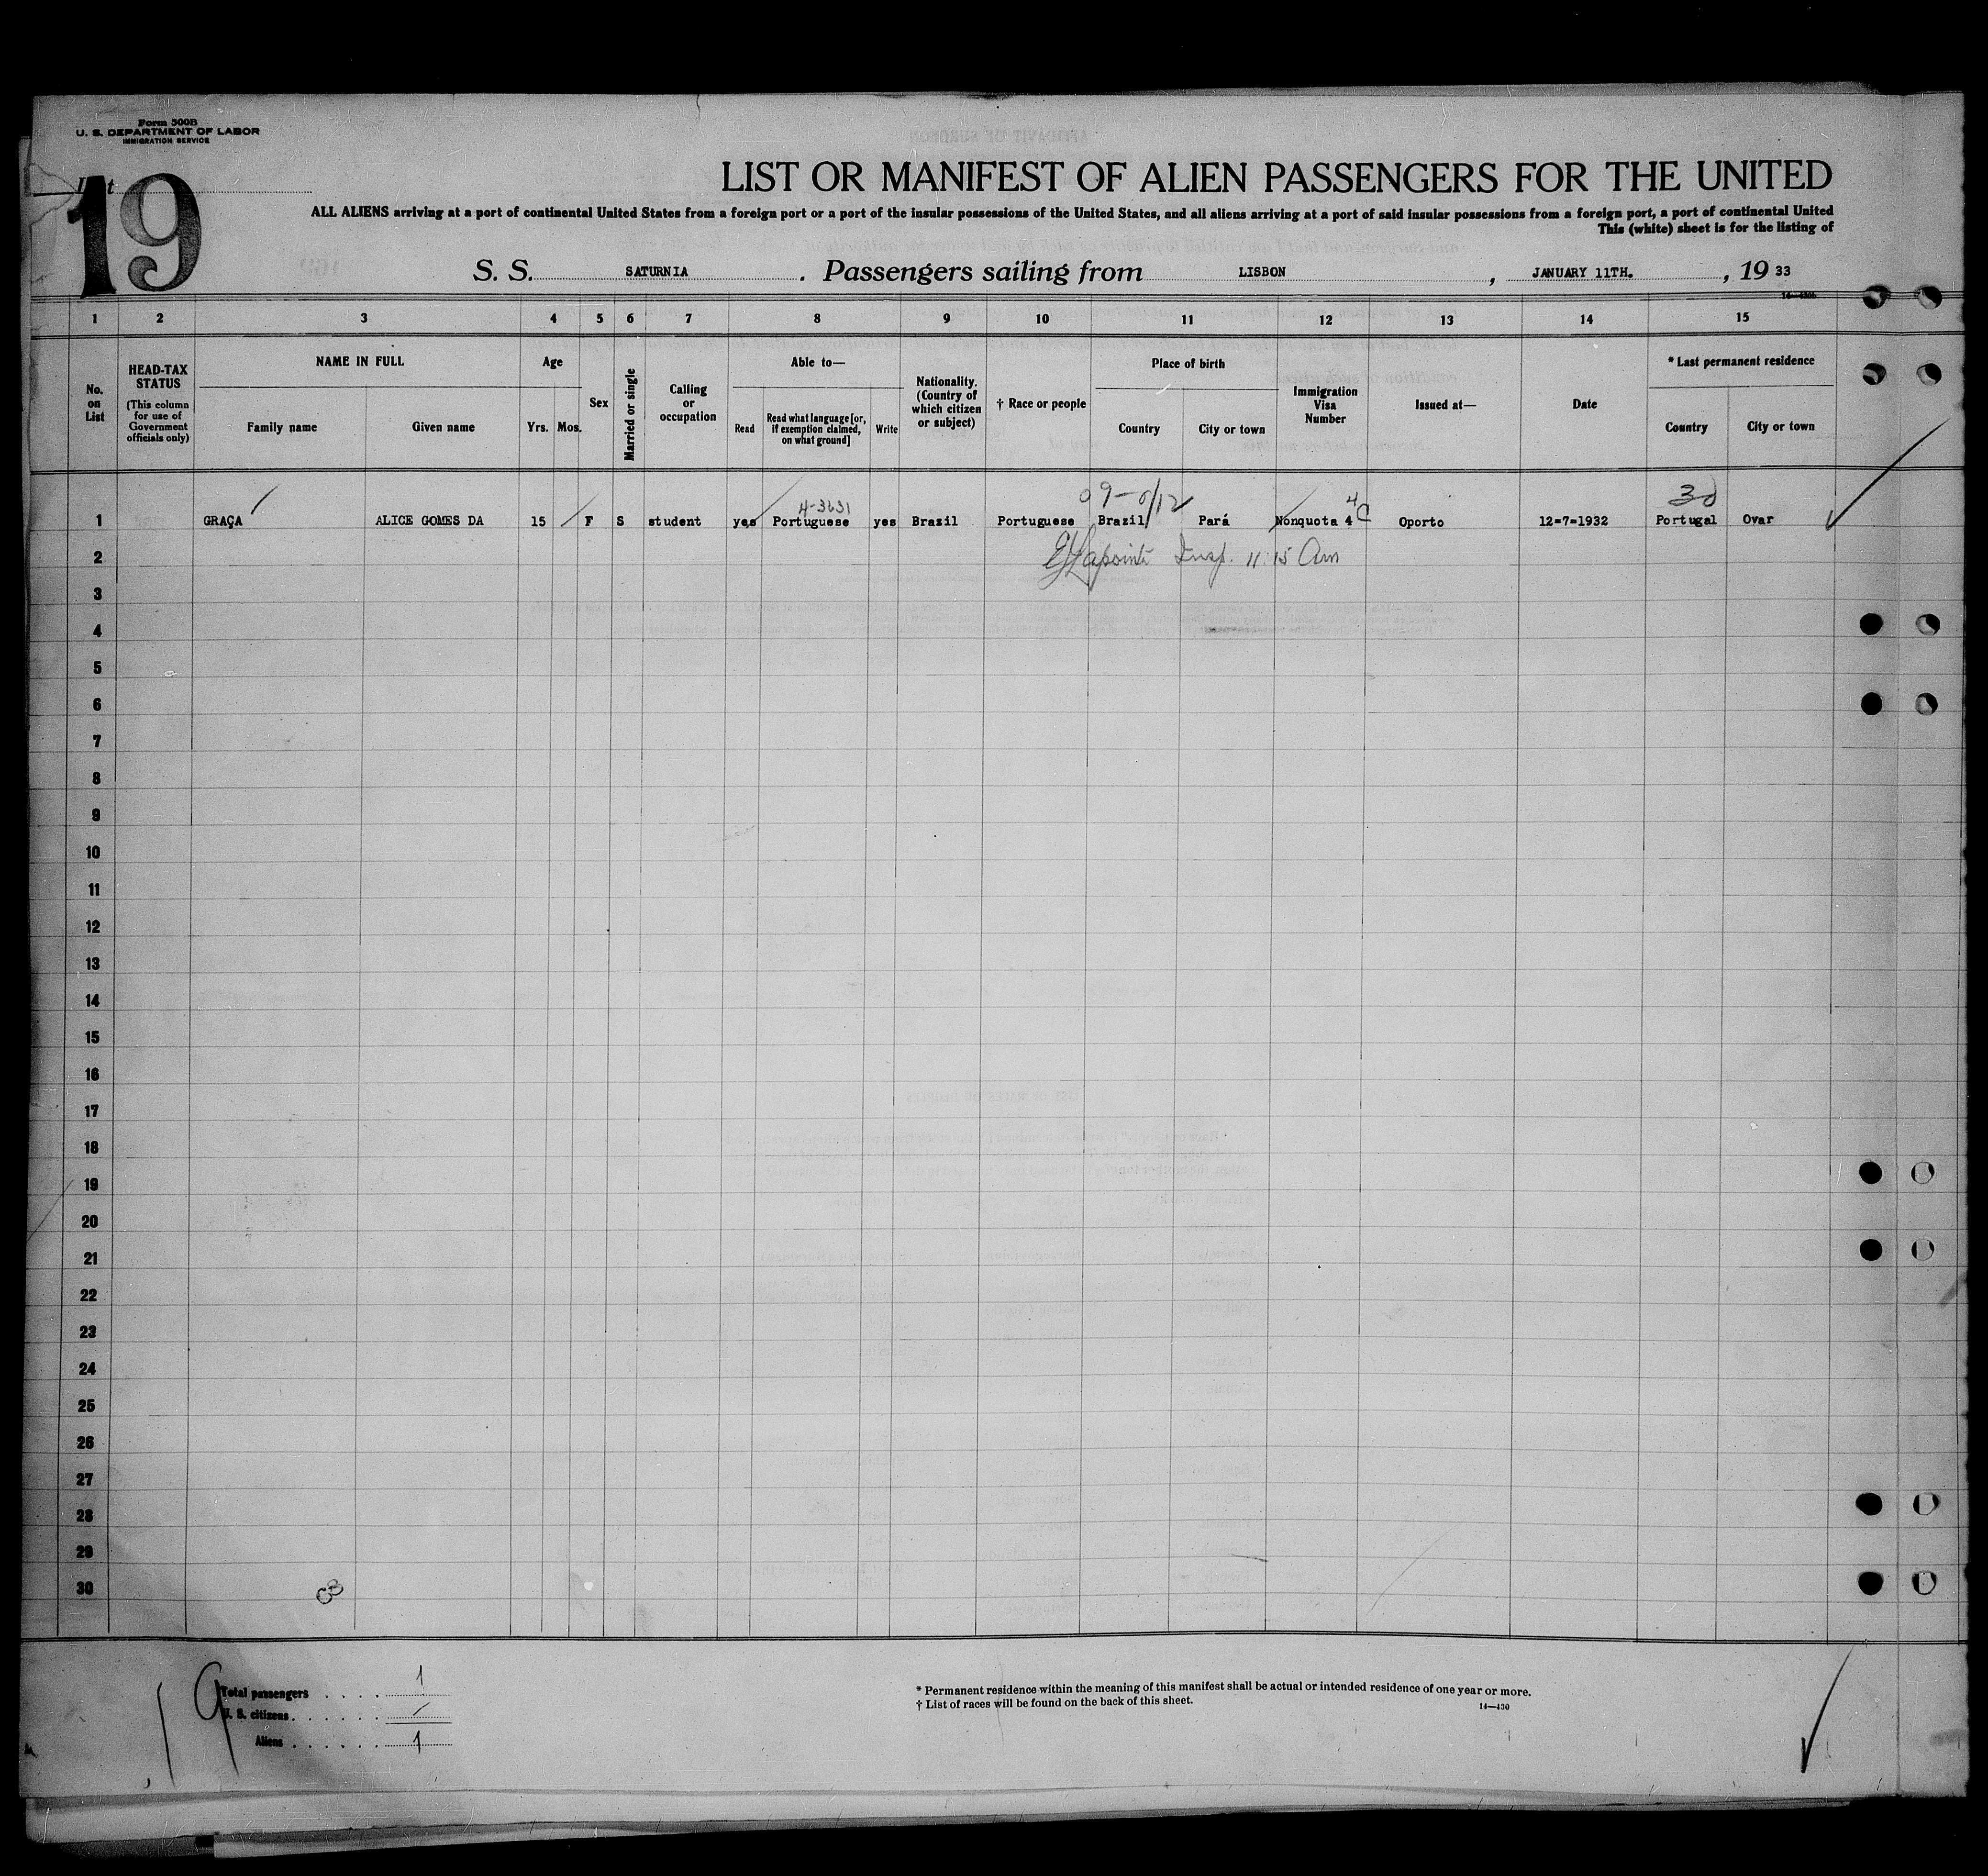 Form 500B
U. S. DEPARTMENT OF LABOR
IMMIGRATION SERVICE
List
19
LIST OR MANIFEST OF ALIEN PASSENGERS FOR THE UNITED
ALL ALIENS arriving at a port of continental United States from a foreign port or a port of the insular possessions of the United States, and all aliens arriving at a port of said insular possessions from a foreign port, a port of continental United
This (white) sheet is for the listing of
S. S. SATURNIA. Passengers sailing from LISBON, JANUARY 11TH., 19 33
1 2 3 4 5 6 7 8 9 10 11 12 13 14 15
No. on List
HEAD-TAX STATUS
(This column for use of Government officials only)
NAME IN FULL
Family name Given name
Age
Yrs. Mos.
Sex
Married or single
Calling or occupation
Able to—
Read Read what language [or, if exemption claimed, on what ground] Write
Nationality. (Country of which citizen or subject)
† Race or people
Place of birth
Country City or town
Immigration Visa Number
Issued at—
Date
* Last permanent residence
Country City or town
4-3631 4 30
1 GRAÇA ALICE GOMES DA 15 F S student yes Portuguese yes Brazil Portuguese Brazil Pará Nonquota 4 C Oporto 12-7-1932 Portugal Ovar
2 Lapointe Insp. 11:15 Am
3
4
5
6
7
8
9
10
11
12
13
14
15
16
17
18
19
20
21
22
23
24
25
26
27
28
29
30
19
Total passengers . . . . 1
U. S. citizens . . . . . . /
Aliens . . . . . . 1
* Permanent residence within the meaning of this manifest shall be actual or intended residence of one year or more.
† List of races will be found on the back of this sheet.
14—430